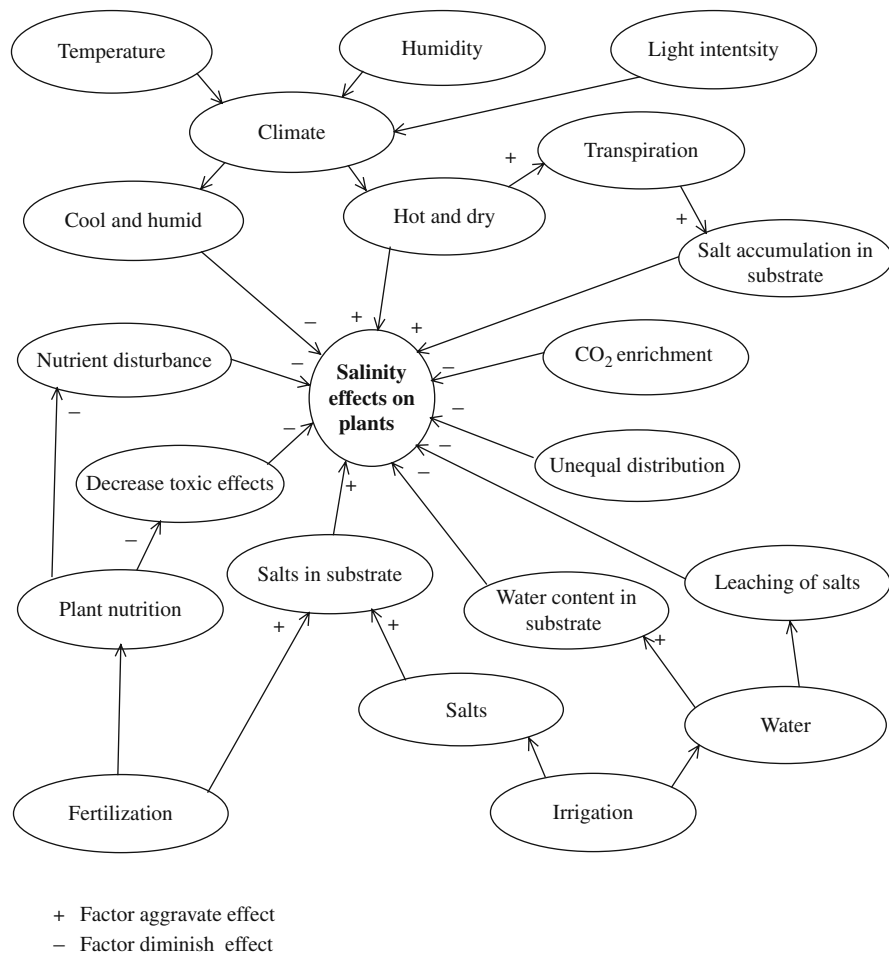 Temperature
Humidity
Light intentsity
Climate
+
Transpiration
Cool and humid
Hot and dry
+
Salt accumulation in
substrate
–
+
+
Nutrient disturbance
–
Salinity
effects on
plants
–
CO₂ enrichment
–
–
–
–
–
Unequal distribution
Decrease toxic effects
+
–
Salts in substrate
Water content in
substrate
Leaching of salts
Plant nutrition
+
+
+
Salts
Water
Fertilization
Irrigation
+ Factor aggravate effect
– Factor diminish effect